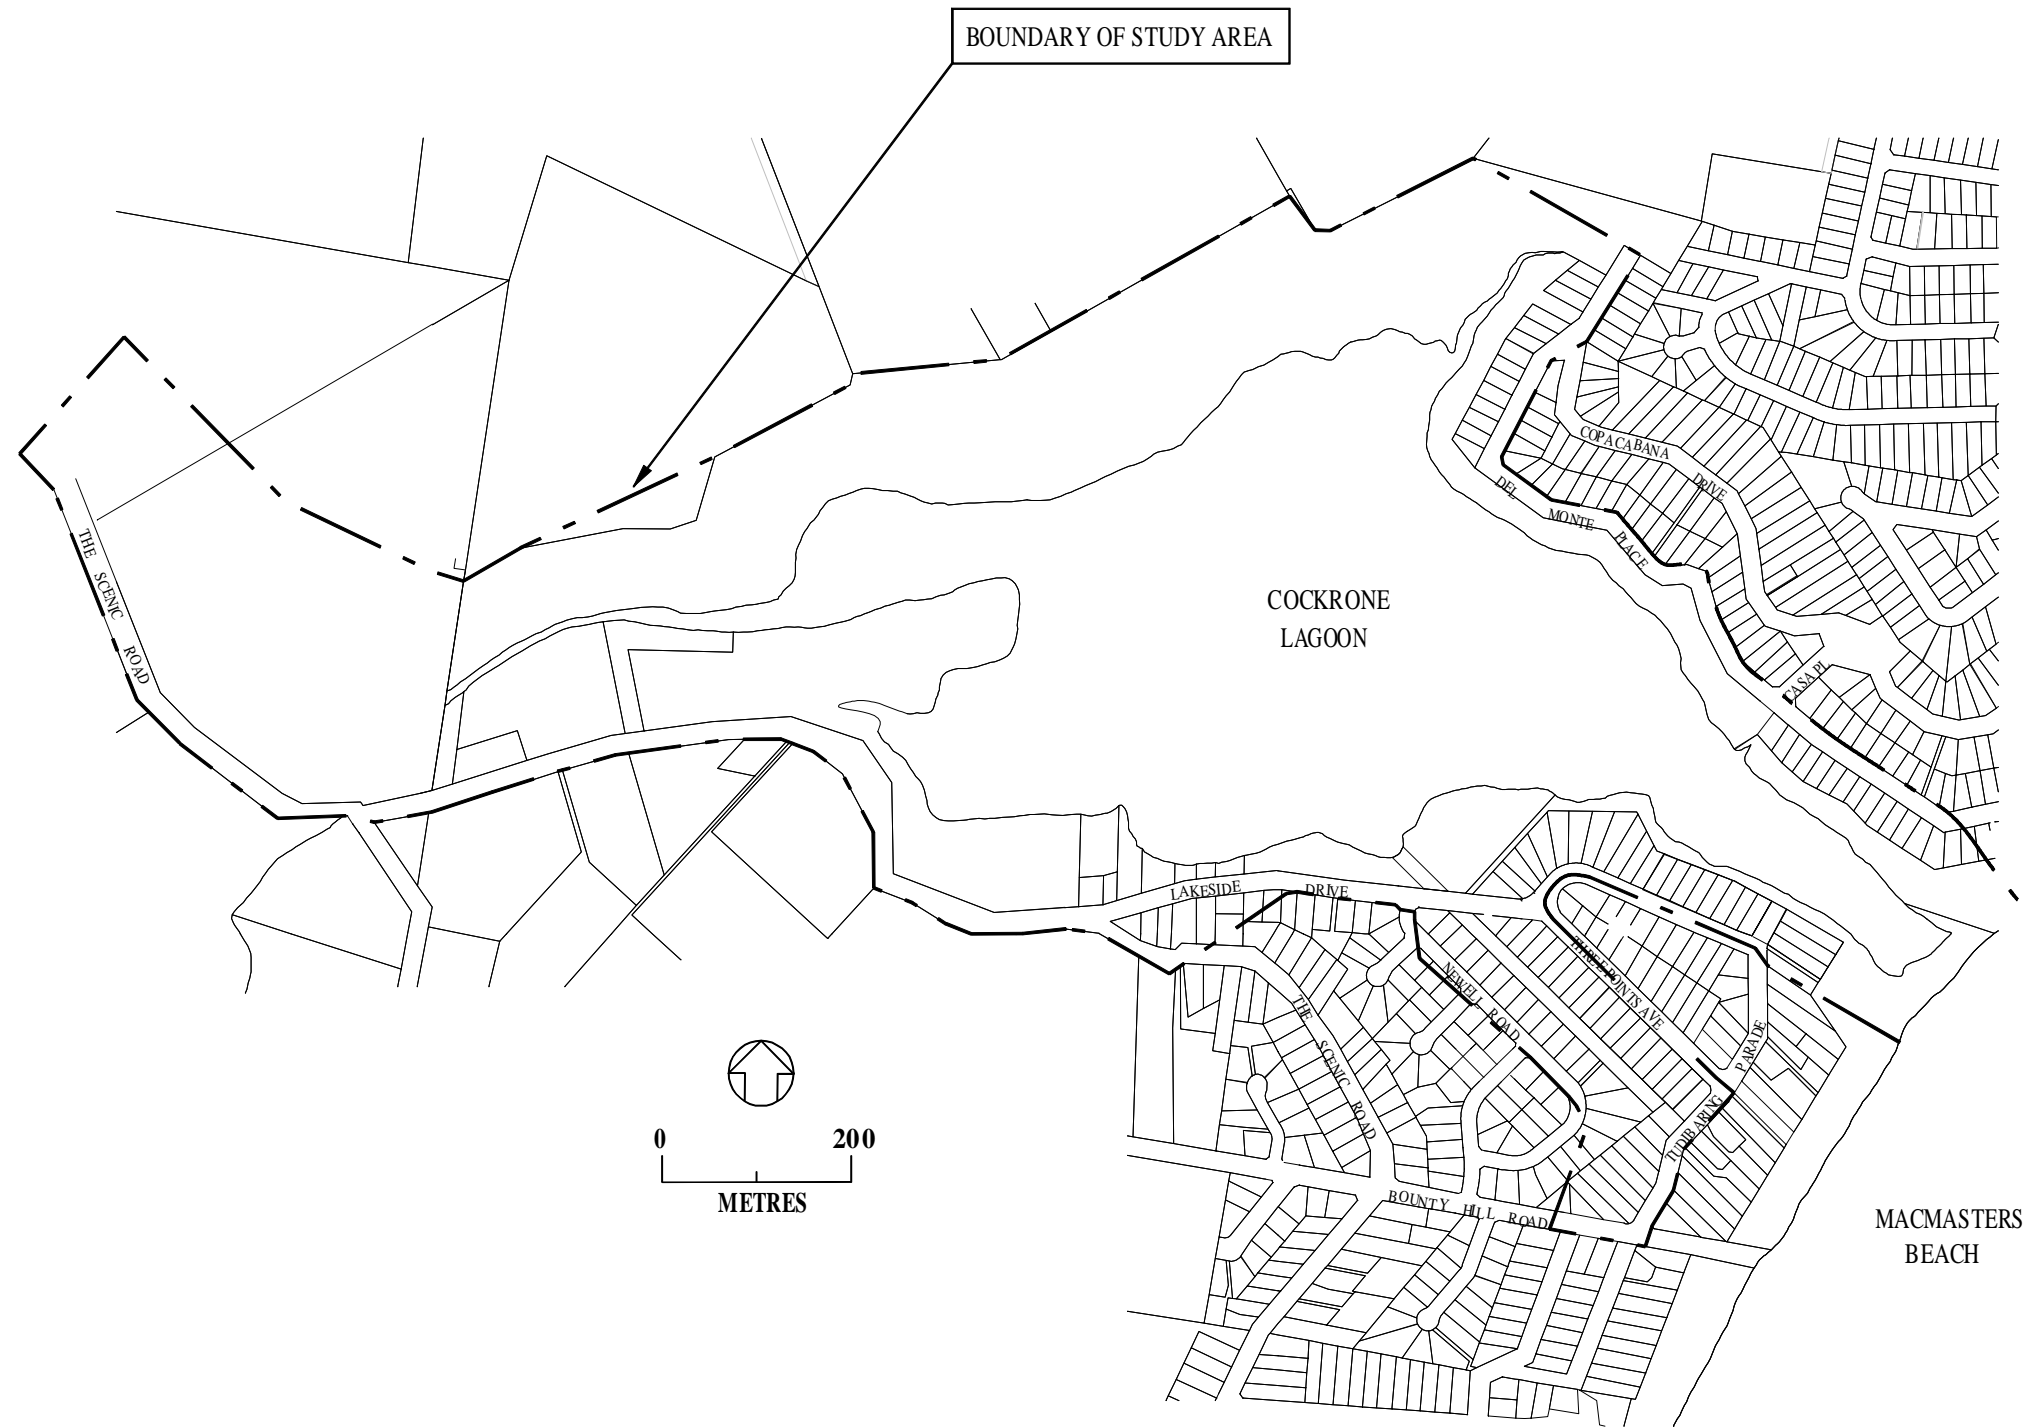 BOUNDARY OF STUDY AREA
COPACABANA DRIVE
DEL MONTE PLACE
THE SCENIC ROAD
COCKRONE
LAGOON
CASA PL
LAKESIDE DRIVE
THREE POINTS AVE
NEWELL ROAD
THE SCENIC ROAD
PARADE
TUDIBARING
0 200
METRES
BOUNTY HILL ROAD
MACMASTERS
BEACH